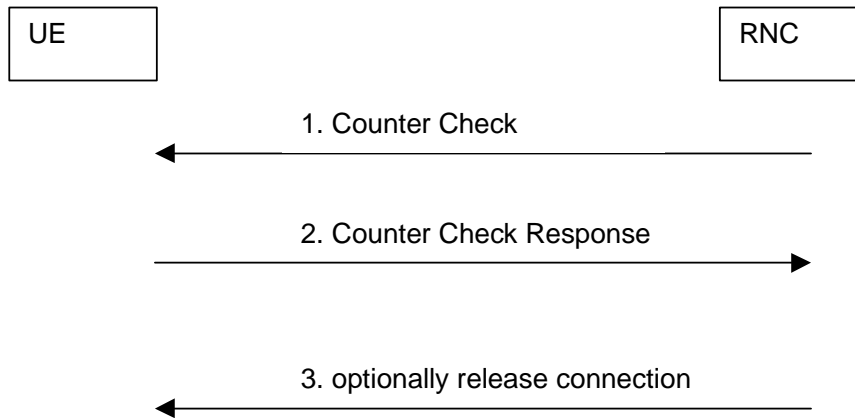 UE
RNC
1. Counter Check
2. Counter Check Response
3. optionally release connection